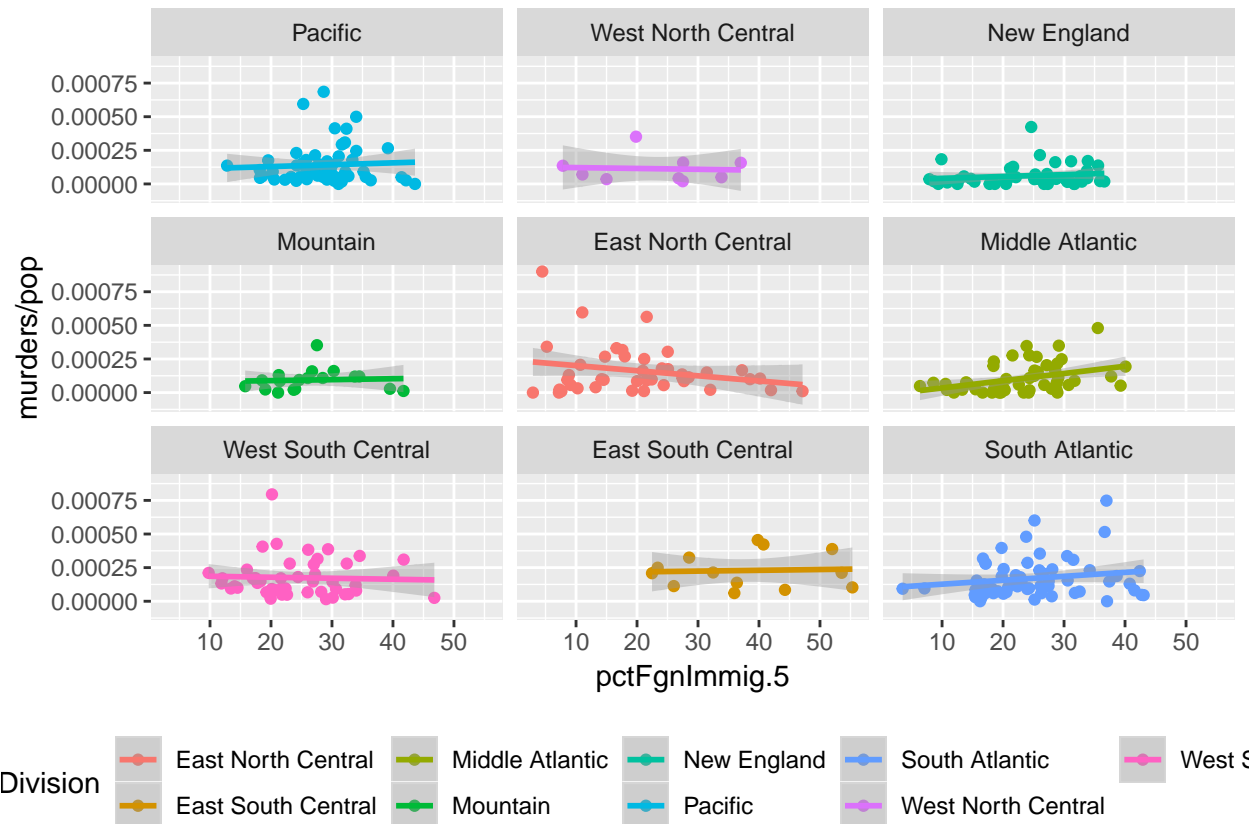 Pacific West North Central New England
0.00075
0.00050
0.00025
0.00000
Mountain East North Central Middle Atlantic
0.00075
0.00050
0.00025
0.00000
West South Central East South Central South Atlantic
0.00075
0.00050
0.00025
0.00000
10 20 30 40 50 10 20 30 40 50 10 20 30 40 50
murders/pop
pctFgnImmig.5
Division
East North Central Middle Atlantic New England South Atlantic West S
East South Central Mountain Pacific West North Central